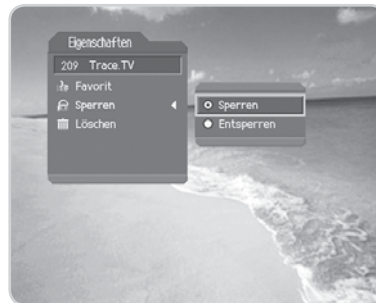 Eigenschaften
209 Trace.TV
Favorit
Sperren
Löschen
Sperren
Entsperren